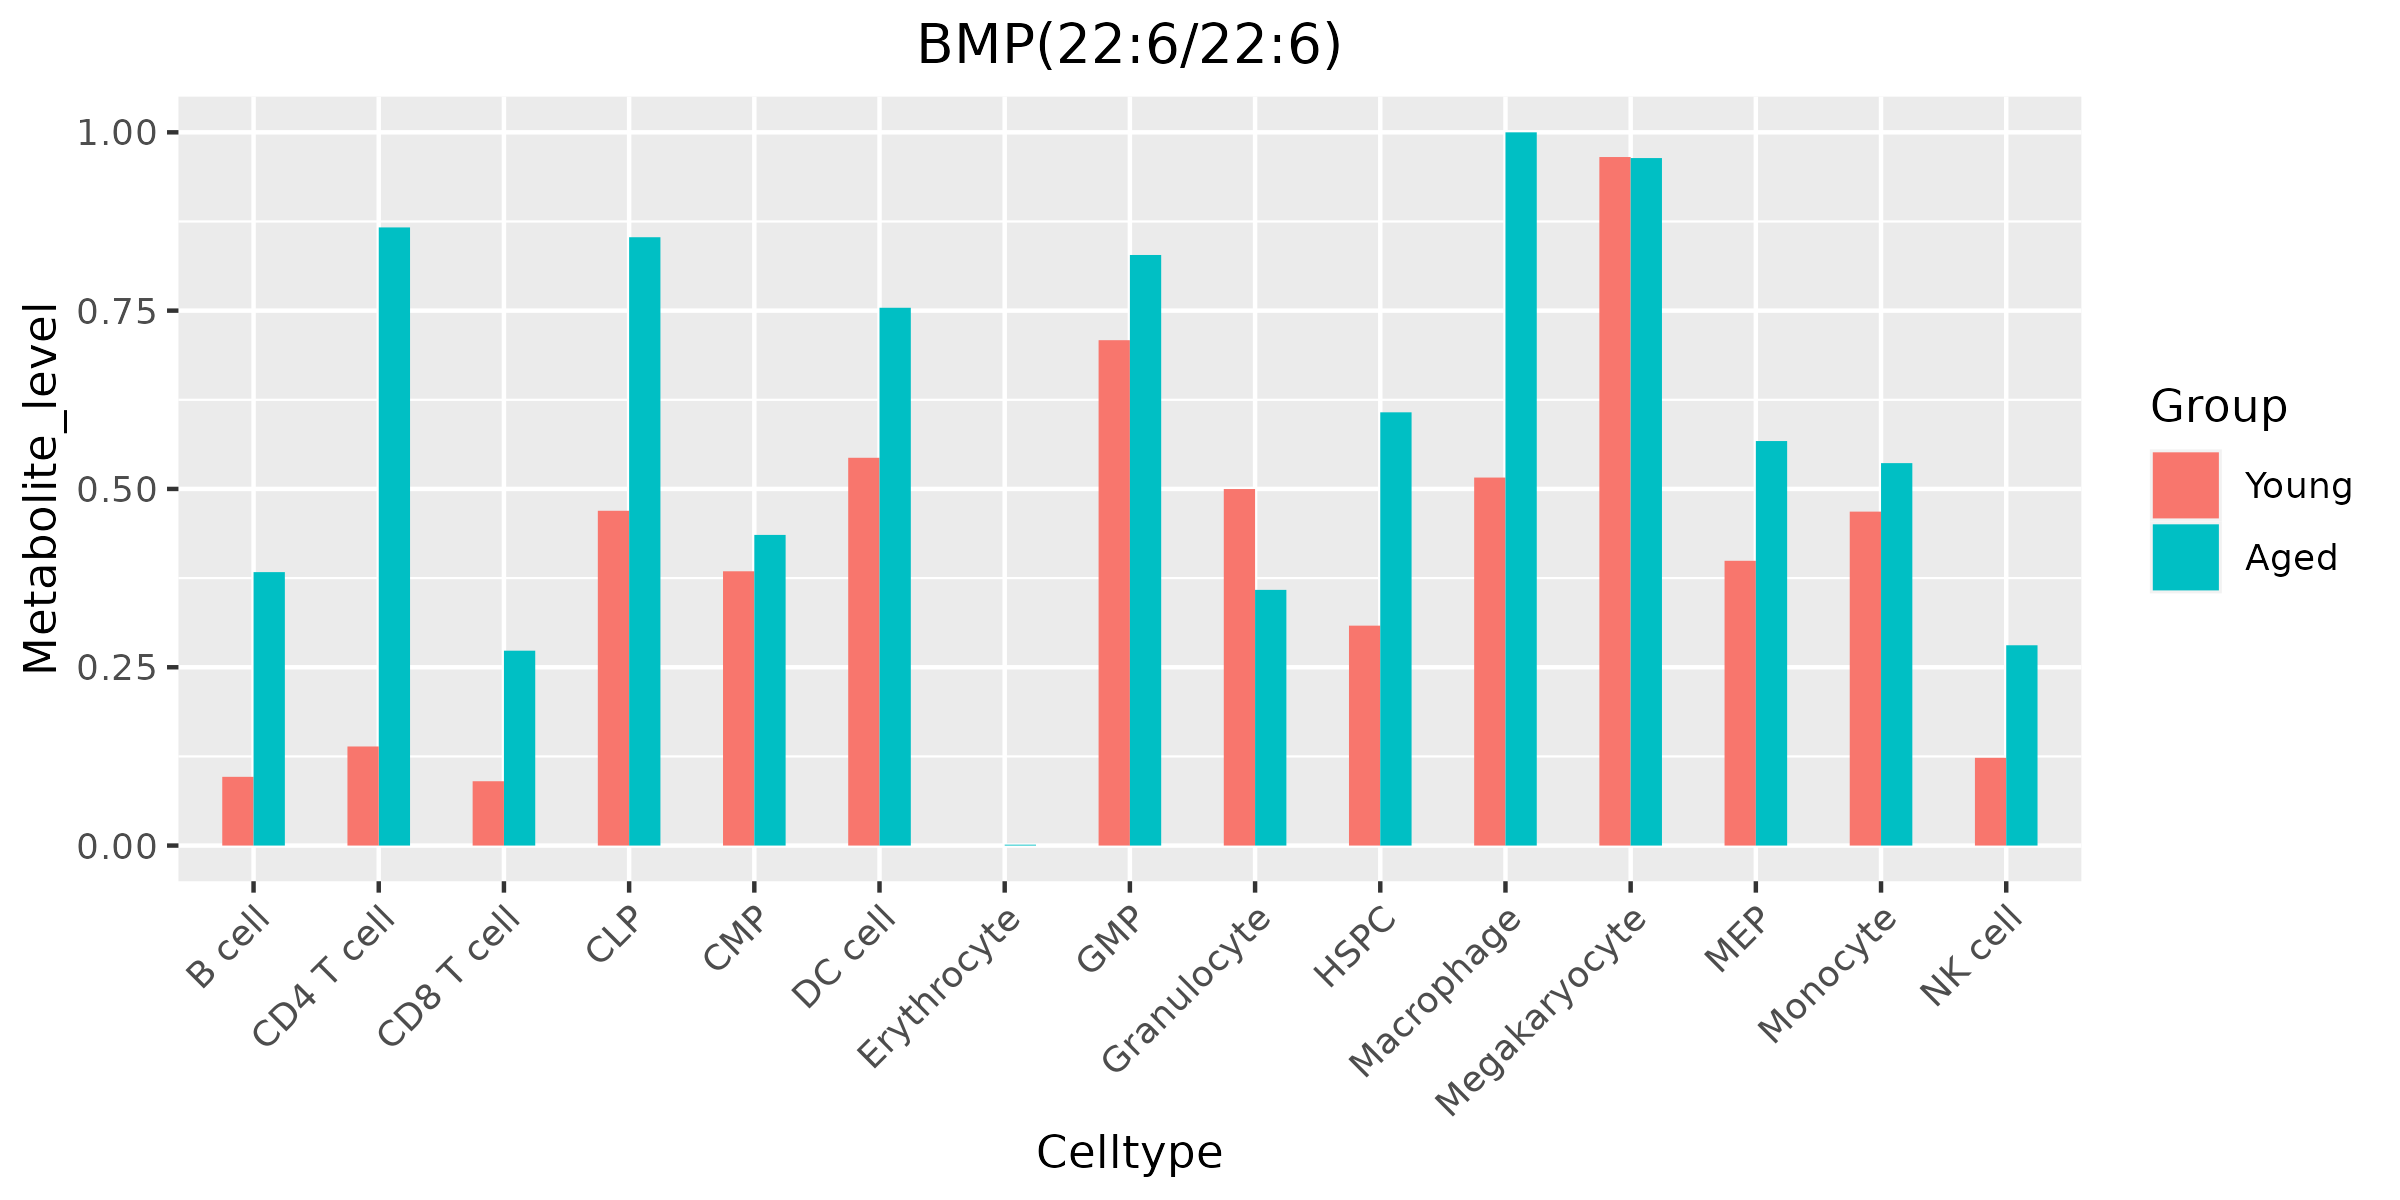 BMP(22:6/22:6)
Metabolite_level
1.00
0.75
0.50
0.25
0.00
B cell
CD4 T cell
CD8 T cell
CLP
CMP
DC cell
Erythrocyte
GMP
Granulocyte
HSPC
Macrophage
Megakaryocyte
MEP
Monocyte
NK cell
Celltype
Group
Young
Aged